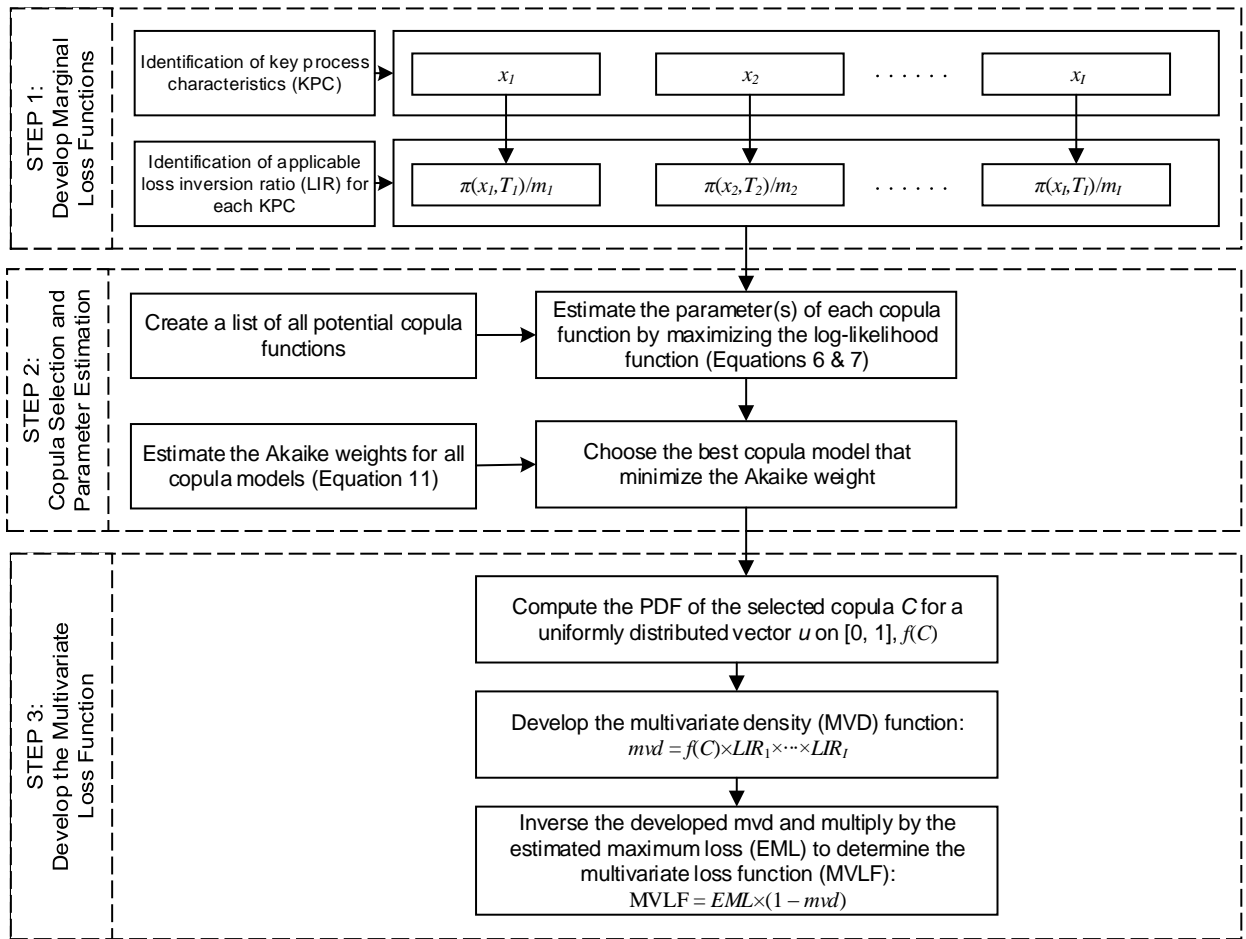 STEP 1:
Develop Marginal
Loss Functions
Identification of key process
characteristics (KPC)
x1
x2
. . . . . .
xI
Identification of applicable
loss inversion ratio (LIR) for
each KPC
π(x1,T1)/m1
π(x2,T2)/m2
. . . . . .
π(xI,TI)/mI
STEP 2:
Copula Selection and
Parameter Estimation
Create a list of all potential copula
functions
Estimate the parameter(s) of each copula
function by maximizing the log-likelihood
function (Equations 6 & 7)
Estimate the Akaike weights for all
copula models (Equation 11)
Choose the best copula model that
minimize the Akaike weight
STEP 3:
Develop the Multivariate
Loss Function
Compute the PDF of the selected copula C for a
uniformly distributed vector u on [0, 1], f(C)
Develop the multivariate density (MVD) function:
mvd = f(C)×LIR1×···×LIRI
Inverse the developed mvd and multiply by the
estimated maximum loss (EML) to determine the
multivariate loss function (MVLF):
MVLF = EML×(1 – mvd)